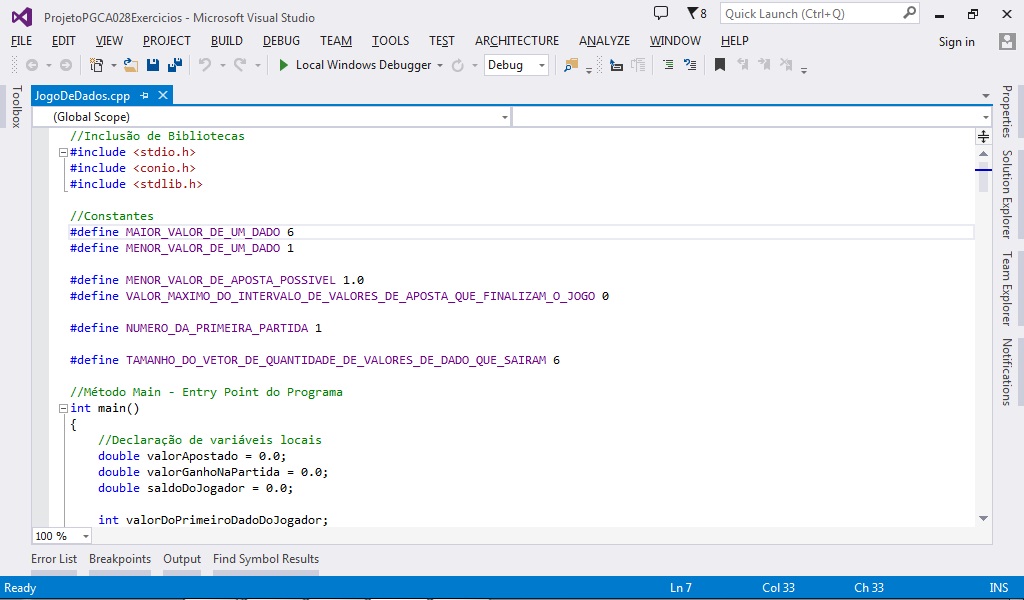 ProjetoPGCA028Exercicios - Microsoft Visual Studio
8
Quick Launch (Ctrl+Q)
FILE EDIT VIEW PROJECT BUILD DEBUG TEAM TOOLS TEST ARCHITECTURE ANALYZE WINDOW HELP
Sign in
Local Windows Debugger
Debug
Toolbox
JogoDeDados.cpp
(Global Scope)
//Inclusão de Bibliotecas
#include <stdio.h>
#include <conio.h>
#include <stdlib.h>
//Constantes
#define MAIOR_VALOR_DE_UM_DADO 6
#define MENOR_VALOR_DE_UM_DADO 1
#define MENOR_VALOR_DE_APOSTA_POSSIVEL 1.0
#define VALOR_MAXIMO_DO_INTERVALO_DE_VALORES_DE_APOSTA_QUE_FINALIZAM_O_JOGO 0
#define NUMERO_DA_PRIMEIRA_PARTIDA 1
#define TAMANHO_DO_VETOR_DE_QUANTIDADE_DE_VALORES_DE_DADO_QUE_SAIRAM 6
//Método Main - Entry Point do Programa
int main()
{
//Declaração de variáveis locais
double valorApostado = 0.0;
double valorGanhoNaPartida = 0.0;
double saldoDoJogador = 0.0;
int valorDoPrimeiroDadoDoJogador;
100 %
Properties
Solution Explorer
Team Explorer
Notifications
Error List Breakpoints Output Find Symbol Results
Ready Ln 7 Col 33 Ch 33 INS